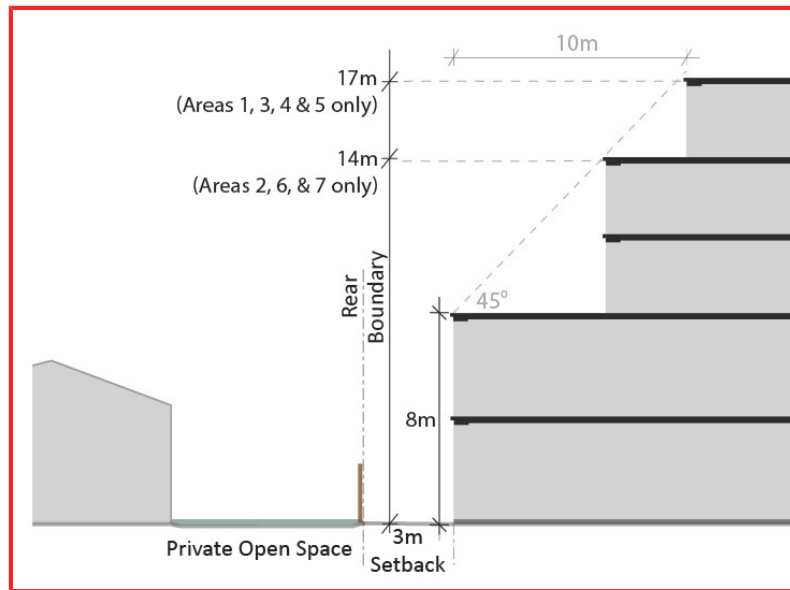 10m
17m
(Areas 1, 3, 4 & 5 only)
14m
(Areas 2, 6, & 7 only)
Rear
Boundary
45°
8m
3m
Private Open Space
Setback